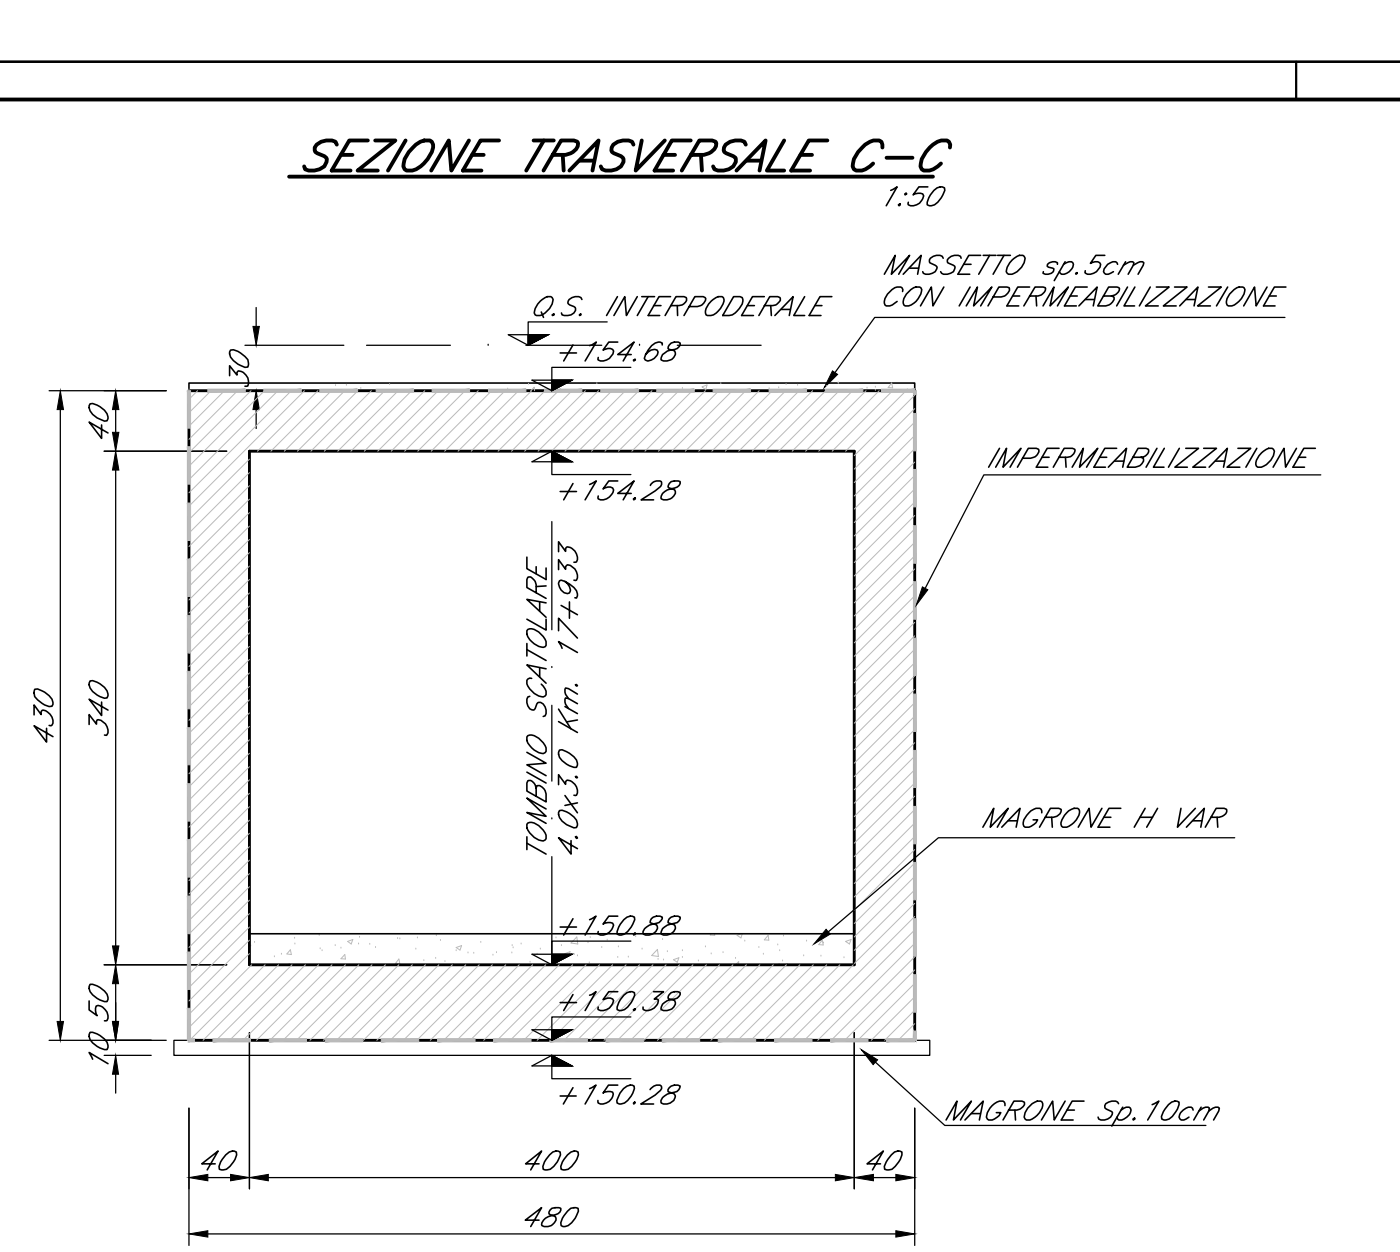 SEZIONE TRASVERSALE C-C
1:50
MASSETTO sp.5cm
CON IMPERMEABILIZZAZIONE
Q.S. INTERPODERALE
+154.68
30
40
+154.28
IMPERMEABILIZZAZIONE
TOMBINO SCATOLARE
4.0x3.0 Km. 17+933
430
340
MAGRONE H VAR
+150.88
50
+150.38
10
+150.28
MAGRONE Sp.10cm
40
400
40
480